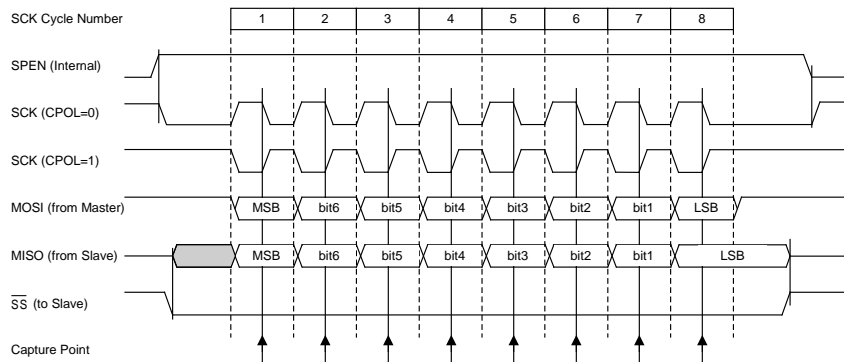 SCK Cycle Number 1 2 3 4 5 6 7 8
SPEN (Internal)
SCK (CPOL=0)
SCK (CPOL=1)
MOSI (from Master) MSB bit6 bit5 bit4 bit3 bit2 bit1 LSB
MISO (from Slave) MSB bit6 bit5 bit4 bit3 bit2 bit1 LSB
SS (to Slave)
Capture Point